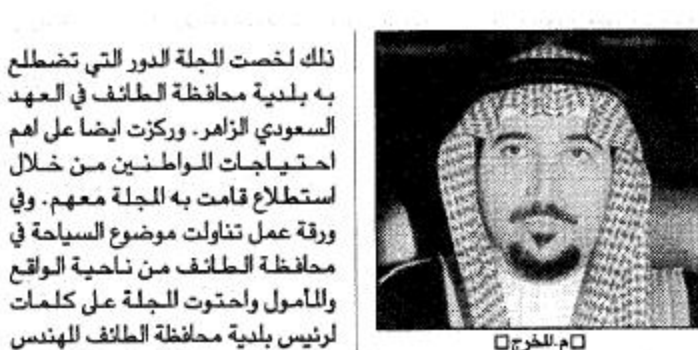 ذلك لخصت المجلة الدور التي تضطلع
به بلدية محافظة الطائف في العهد
السعودي الزاهر. وركزت ايضا على اهم
احتياجات المواطنين من خلال
استطلاع قامت به المجلة معهم. وفي
ورقة عمل تناولت موضوع السياحة في
محافظة الطائف من ناحية الواقع
والمأمول واحتوت المجلة على كلمات
لرئيس بلدية محافظة الطائف المهندس
م. المخرج